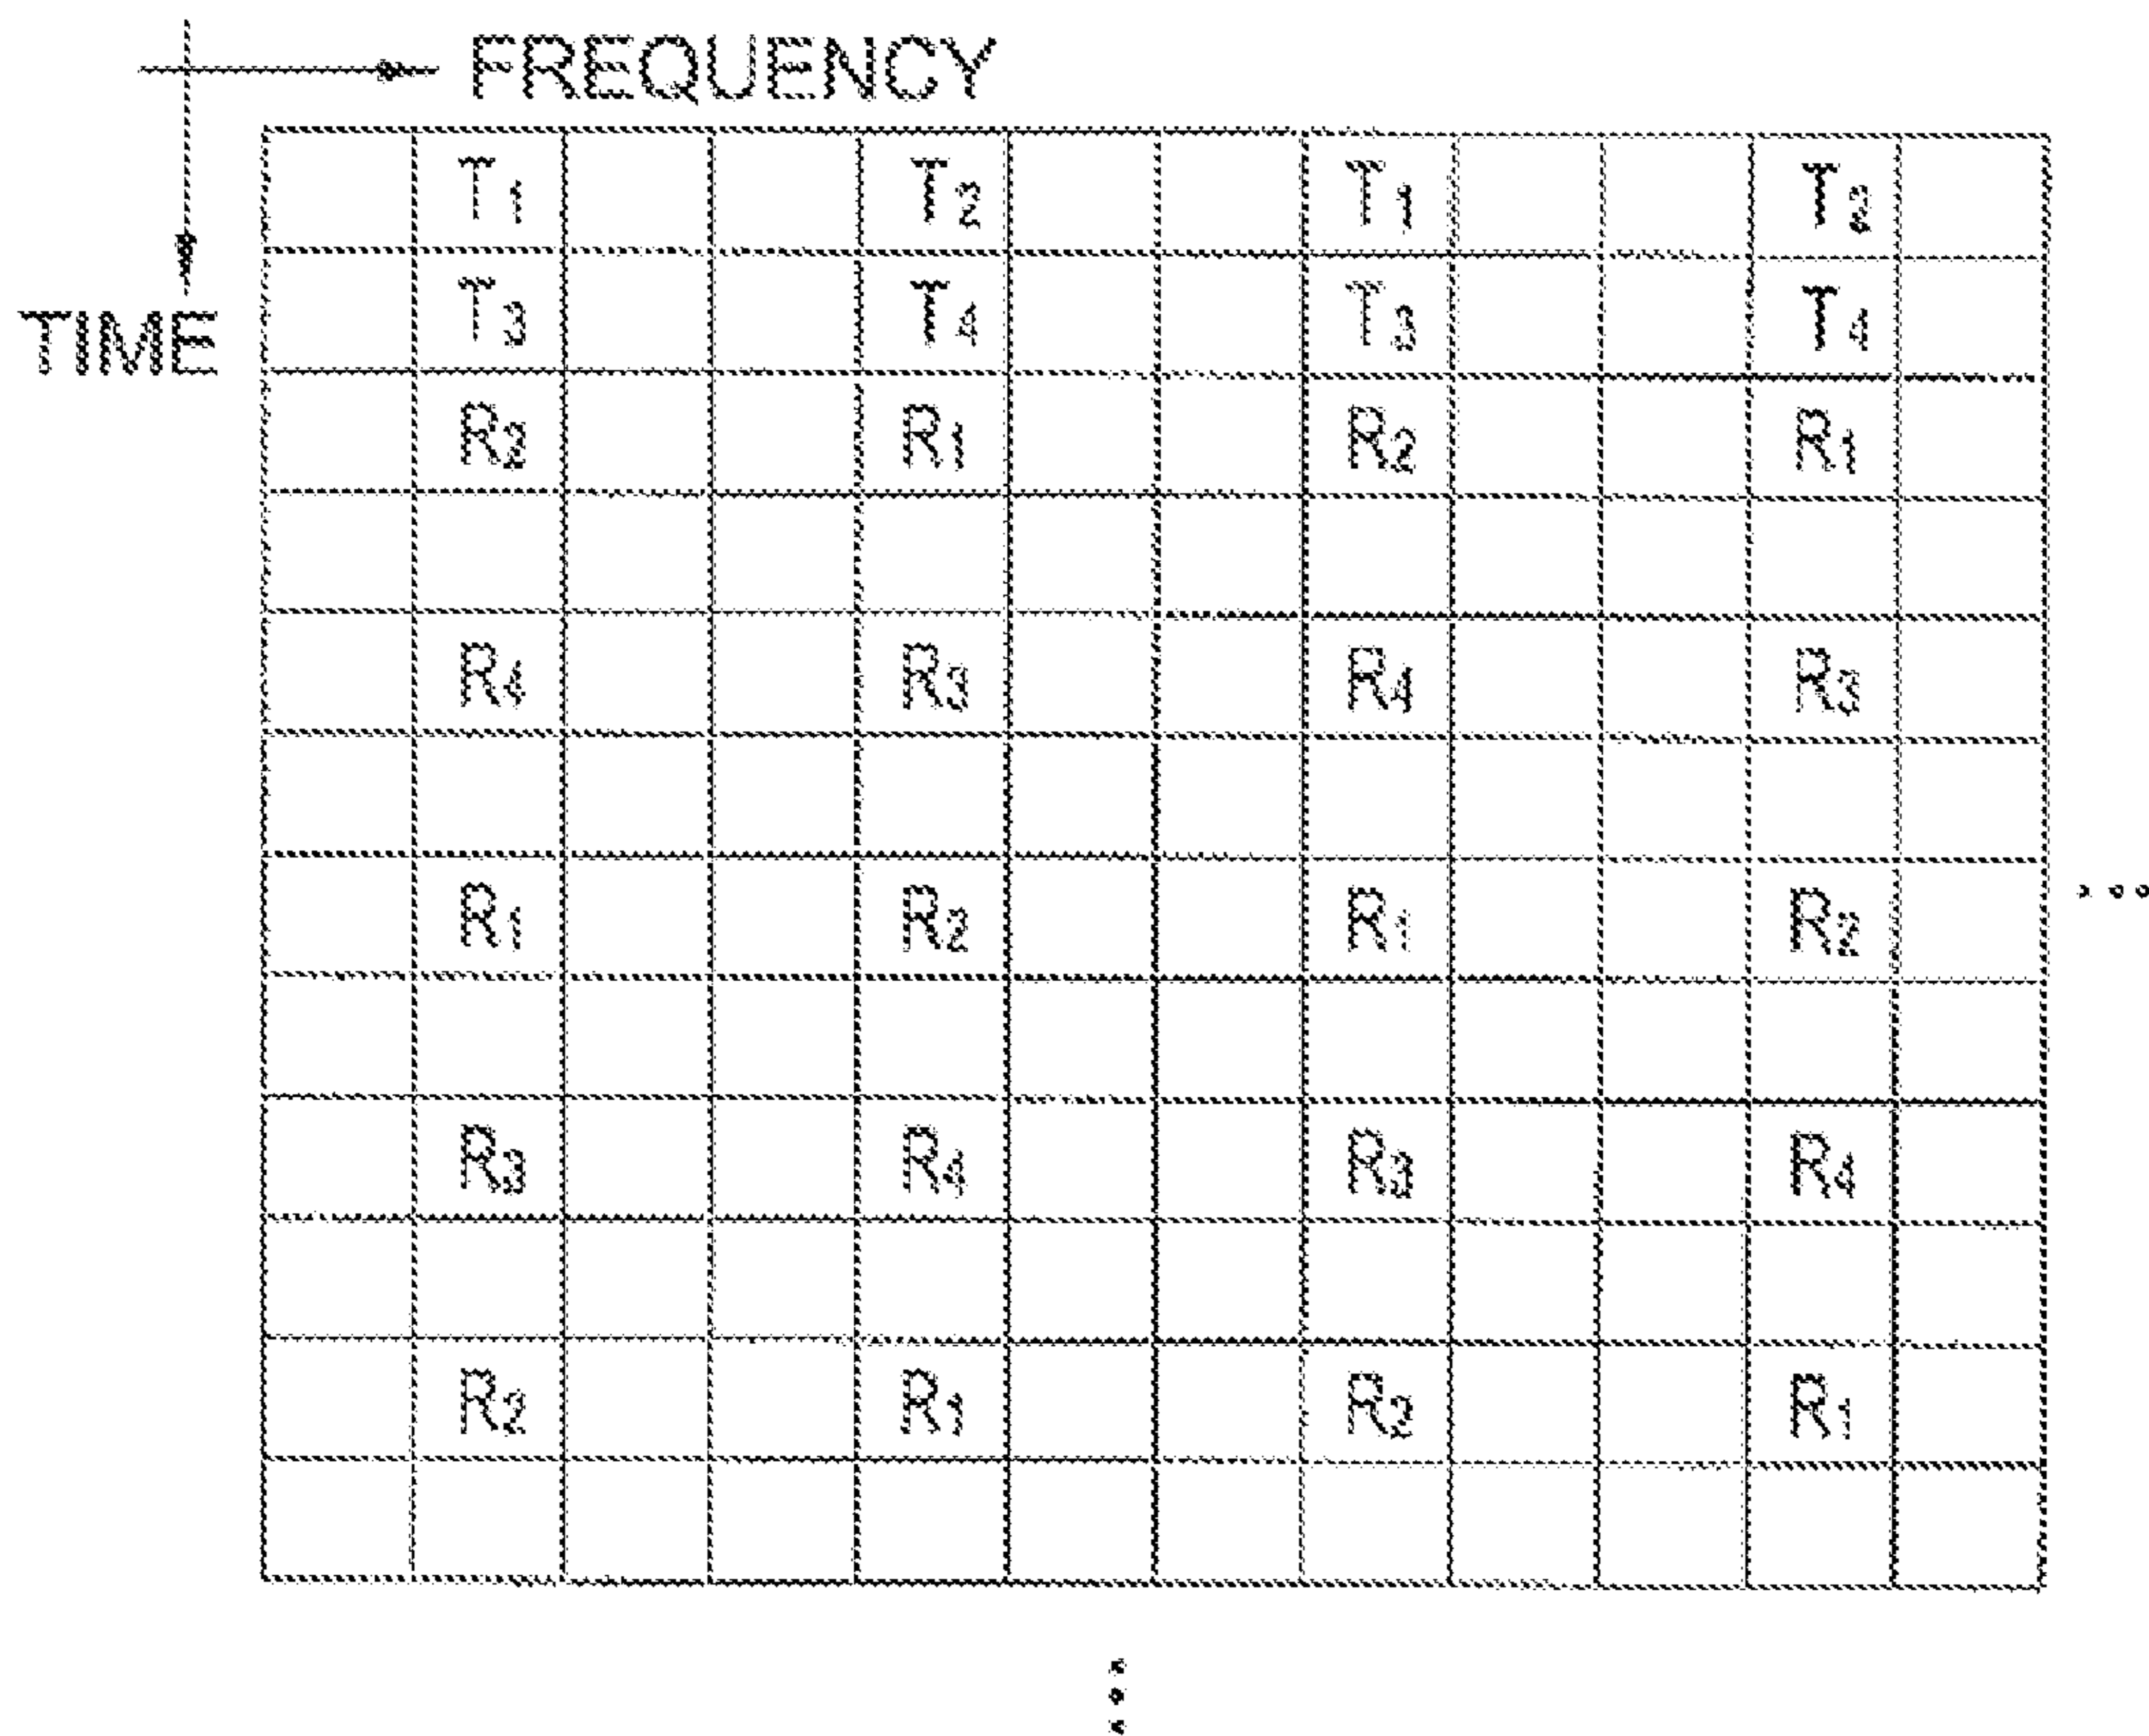 FREQUENCY
TIME
T1 T2 T1 T2
T3 T4 T3 T4
R2 R1 R2 R1
R4 R3 R4 R3
R1 R2 R1 R2
R3 R4 R3 R4
R2 R1 R2 R1